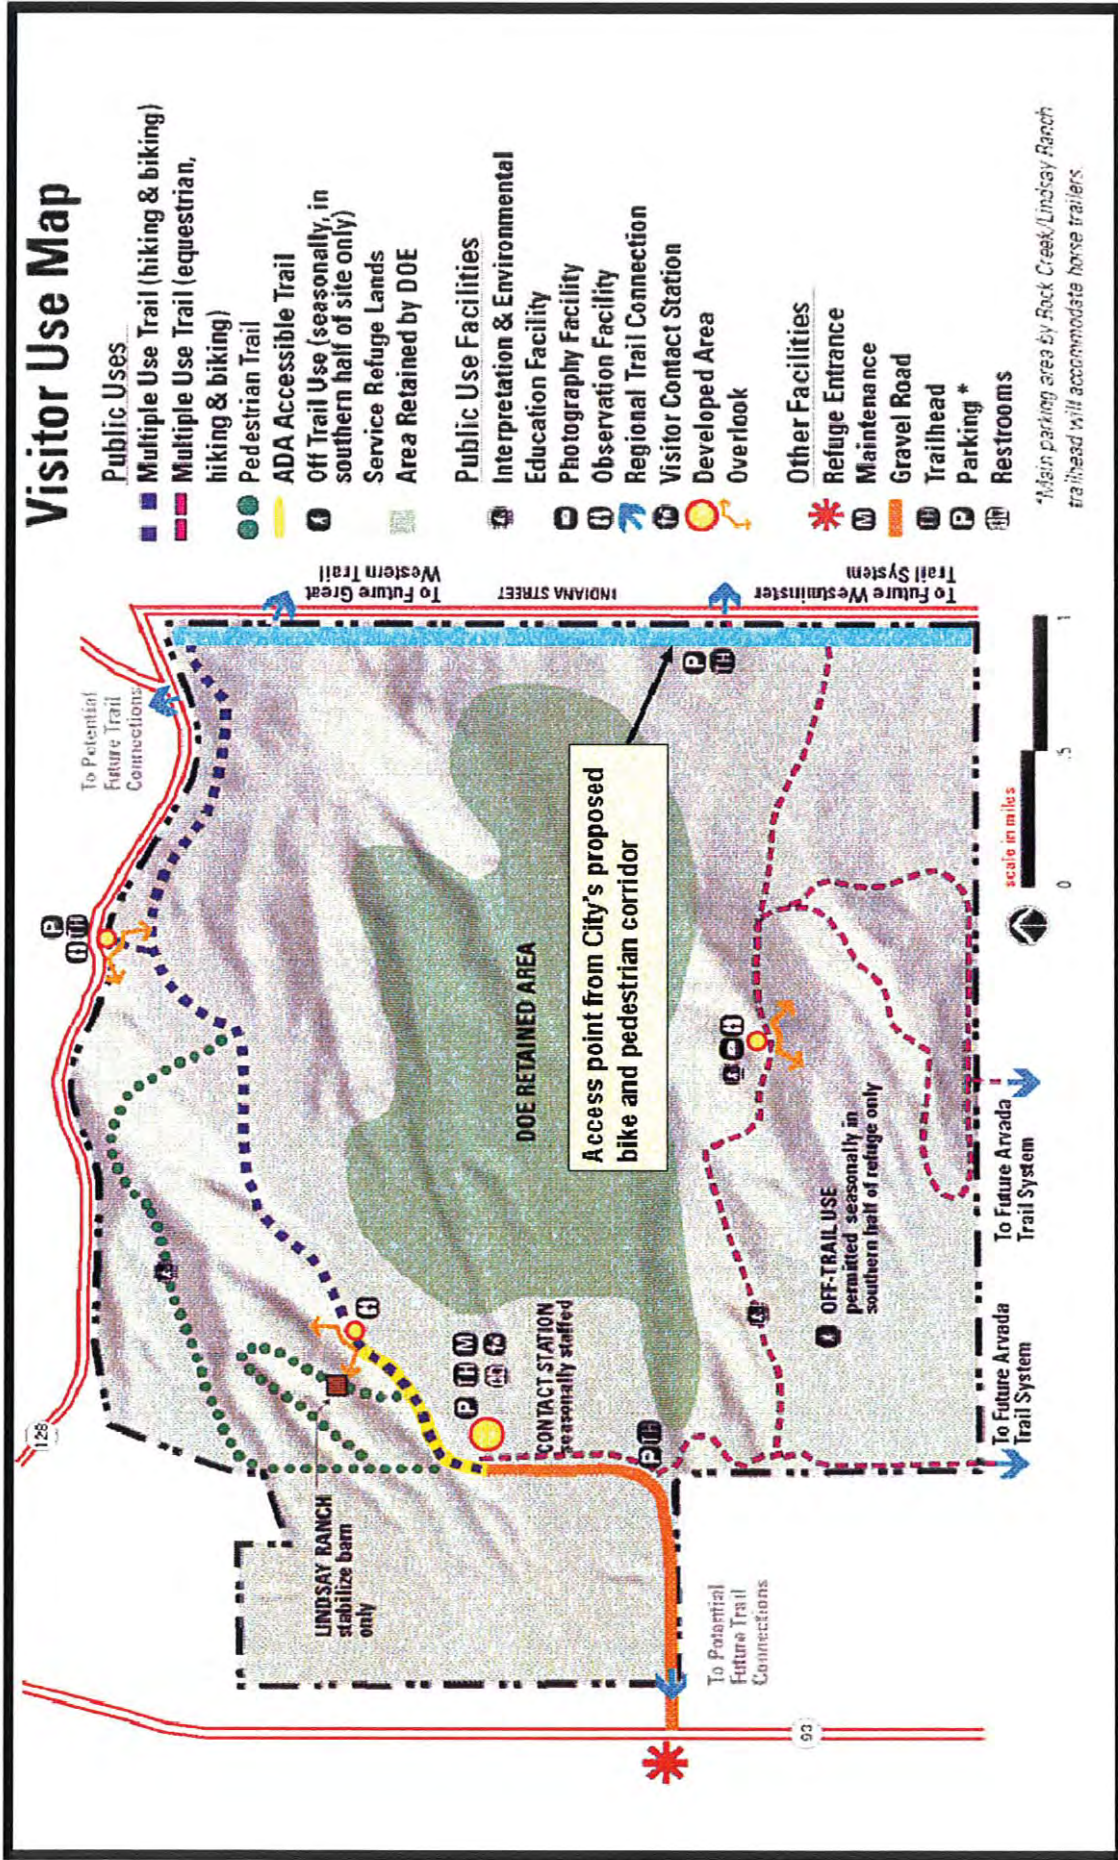 Visitor Use Map
Public Uses
Multiple Use Trail (hiking & biking)
Multiple Use Trail (equestrian,
hiking & biking)
Pedestrian Trail
ADA Accessible Trail
Off Trail Use (seasonally, in
southern half of site only)
Service Refuge Lands
Area Retained by DOE
Public Use Facilities
Interpretation & Environmental
Education Facility
Photography Facility
Observation Facility
Regional Trail Connection
Visitor Contact Station
Developed Area
Overlook
Other Facilities
Refuge Entrance
M Maintenance
Gravel Road
TH Trailhead
P Parking *
Restrooms
*Main parking area by Rock Creek/Lindsay Ranch
trailhead will accommodate horse trailers.
128
To Potential
Future Trail
Connections
P
TH
To Future Great
Western Trail
INDIANA STREET
To Future Westminster
Trail System
P
TH
LINDSAY RANCH
stabilize barn
only
DOE RETAINED AREA
Access point from City's proposed
bike and pedestrian corridor
P TH M
CONTACT STATION
seasonally staffed
P TH
OFF-TRAIL USE
permitted seasonally in
southern half of refuge only
To Potential
Future Trail
Connections
93
To Future Arvada
Trail System
To Future Arvada
Trail System
scale in miles
0 .5 1